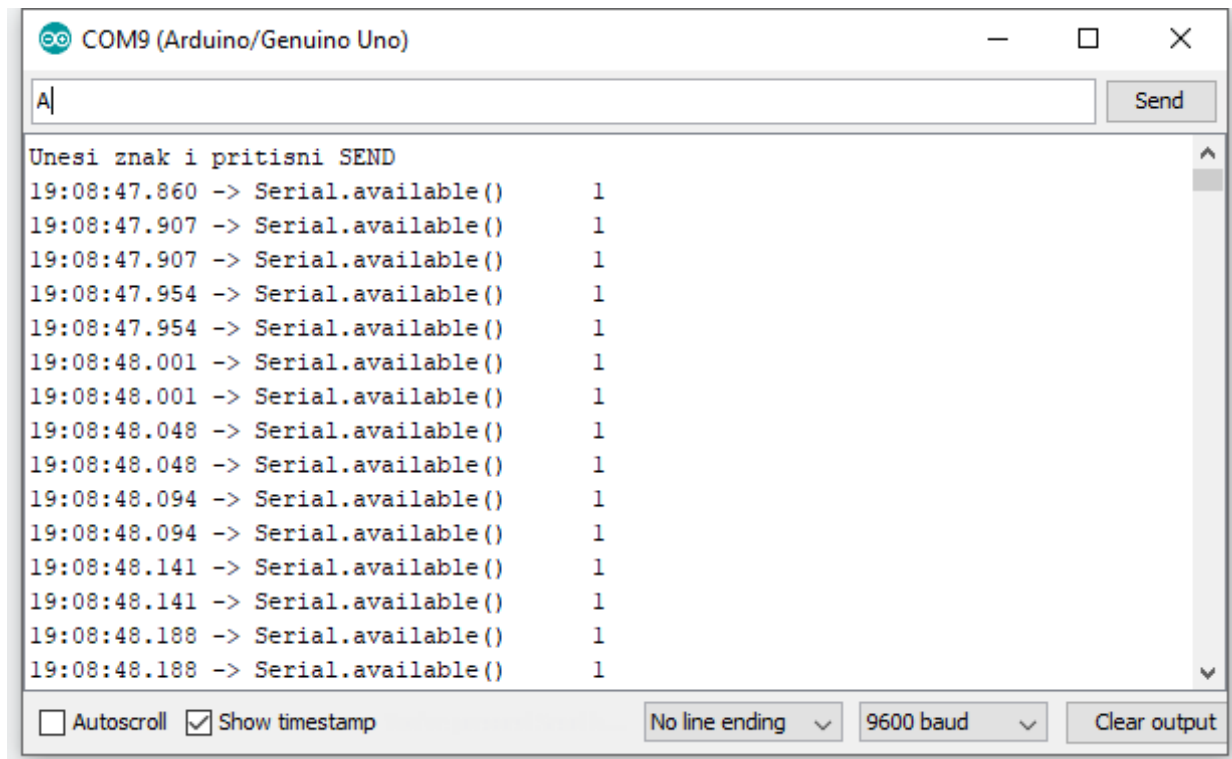 COM9 (Arduino/Genuino Uno)
A
Send
Unesi znak i pritisni SEND
19:08:47.860 -> Serial.available() 1
19:08:47.907 -> Serial.available() 1
19:08:47.907 -> Serial.available() 1
19:08:47.954 -> Serial.available() 1
19:08:47.954 -> Serial.available() 1
19:08:48.001 -> Serial.available() 1
19:08:48.001 -> Serial.available() 1
19:08:48.048 -> Serial.available() 1
19:08:48.048 -> Serial.available() 1
19:08:48.094 -> Serial.available() 1
19:08:48.094 -> Serial.available() 1
19:08:48.141 -> Serial.available() 1
19:08:48.141 -> Serial.available() 1
19:08:48.188 -> Serial.available() 1
19:08:48.188 -> Serial.available() 1
Autoscroll Show timestamp No line ending 9600 baud Clear output